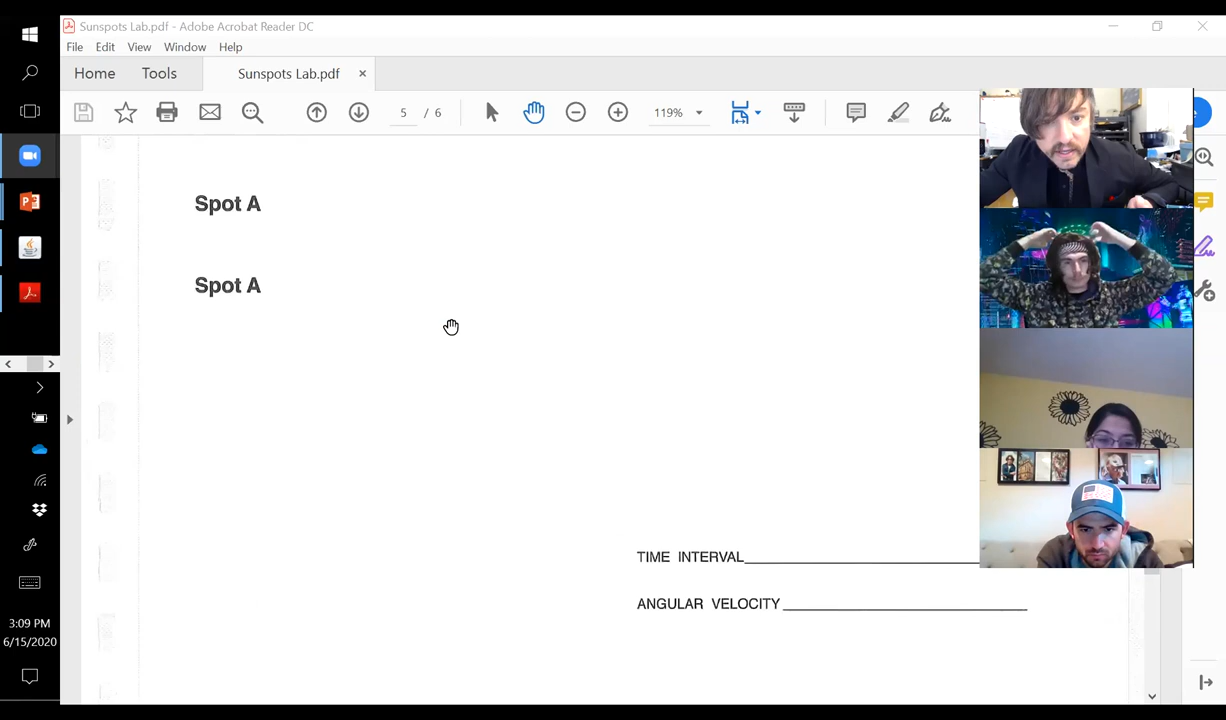 Sunspots Lab.pdf - Adobe Acrobat Reader DC
File Edit View Window Help
Home Tools Sunspots Lab.pdf
5 / 6 119%
Spot A
Spot A
TIME INTERVAL
ANGULAR VELOCITY
3:09 PM
6/15/2020